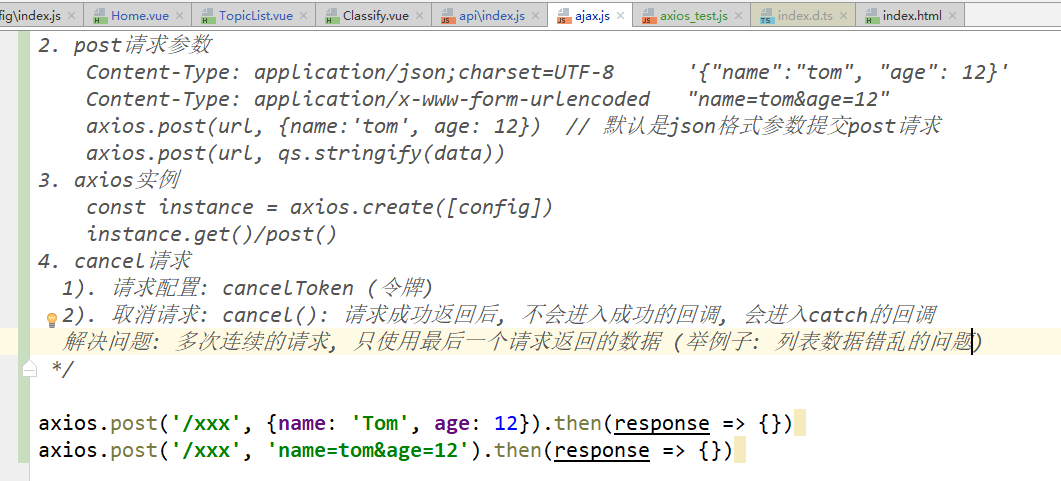 fig\index.js × Home.vue × TopicList.vue × Classify.vue × api\index.js × ajax.js × axios_test.js × index.d.ts × index.html ×
2. post请求参数
Content-Type: application/json;charset=UTF-8 '{"name":"tom", "age": 12}'
Content-Type: application/x-www-form-urlencoded "name=tom&age=12"
axios.post(url, {name:'tom', age: 12}) // 默认是json格式参数提交post请求
axios.post(url, qs.stringify(data))
3. axios实例
const instance = axios.create([config])
instance.get()/post()
4. cancel请求
1). 请求配置: cancelToken (令牌)
2). 取消请求: cancel(): 请求成功返回后, 不会进入成功的回调, 会进入catch的回调
解决问题: 多次连续的请求, 只使用最后一个请求返回的数据 (举例子: 列表数据错乱的问题)
*/
axios.post('/xxx', {name: 'Tom', age: 12}).then(response => {})
axios.post('/xxx', 'name=tom&age=12').then(response => {})